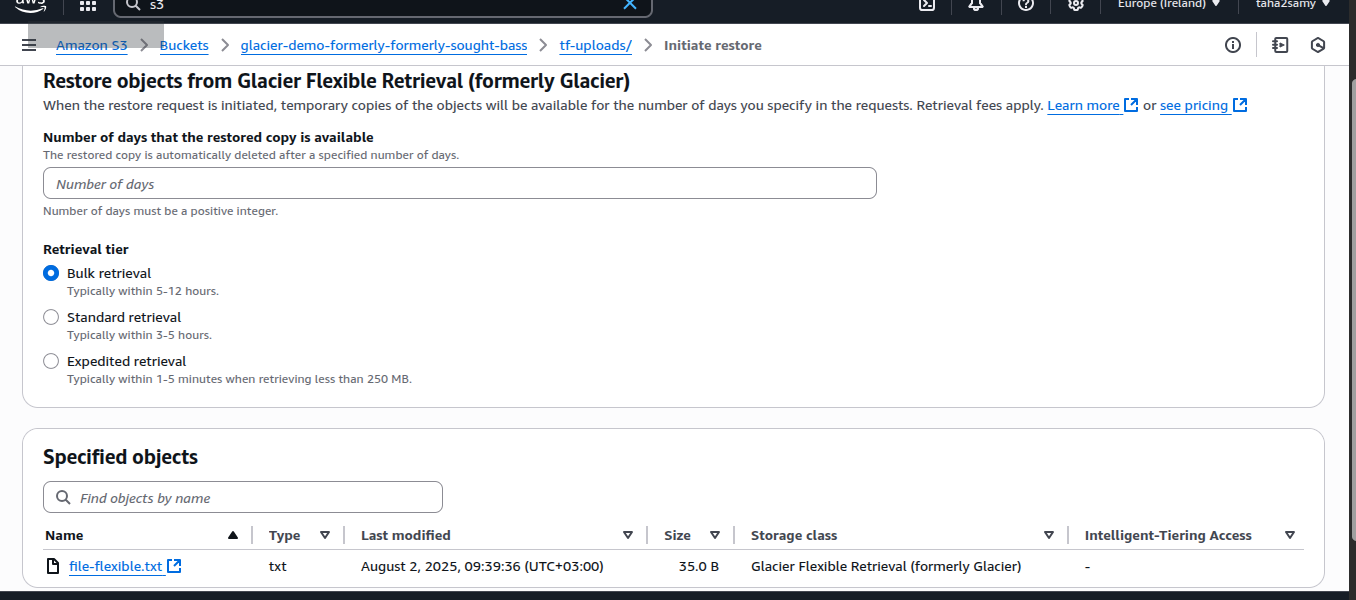 aws
s3
Europe (Ireland)
taha2samy
Amazon S3 > Buckets > glacier-demo-formerly-formerly-sought-bass > tf-uploads/ > Initiate restore
Restore objects from Glacier Flexible Retrieval (formerly Glacier)
When the restore request is initiated, temporary copies of the objects will be available for the number of days you specify in the requests. Retrieval fees apply. Learn more or see pricing
Number of days that the restored copy is available
The restored copy is automatically deleted after a specified number of days.
Number of days
Number of days must be a positive integer.
Retrieval tier
Bulk retrieval
Typically within 5-12 hours.
Standard retrieval
Typically within 3-5 hours.
Expedited retrieval
Typically within 1-5 minutes when retrieving less than 250 MB.
Specified objects
Find objects by name
Name Type Last modified Size Storage class Intelligent-Tiering Access
file-flexible.txt txt August 2, 2025, 09:39:36 (UTC+03:00) 35.0 B Glacier Flexible Retrieval (formerly Glacier) -